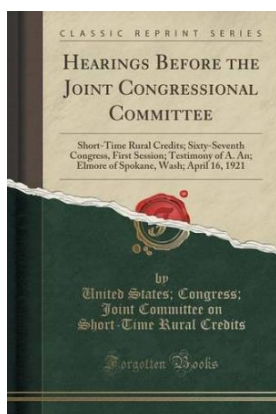 CLASSIC REPRINT SERIES
HEARINGS BEFORE THE
JOINT CONGRESSIONAL
COMMITTEE
Short-Time Rural Credits; Sixty-Seventh
Congress, First Session; Testimony of A. An;
Elmore of Spokane, Wash; April 16, 1921
by
United States; Congress;
Joint Committee on
Short-Time Rural Credits
Forgotten Books